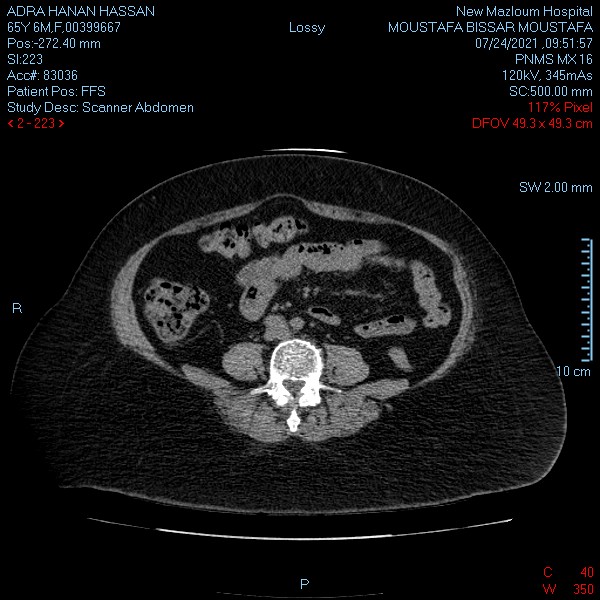 ADRA HANAN HASSAN
65Y 6M,F,00399667
Pos:-272.40 mm
SI:223
Acc#: 83036
Patient Pos: FFS
Study Desc: Scanner Abdomen
< 2 - 223 >
Lossy
New Mazloum Hospital
MOUSTAFA BISSAR MOUSTAFA
07/24/2021 ,09:51:57
PNMS MX 16
120kV, 345mAs
SC:500.00 mm
117% Pixel
DFOV 49.3 x 49.3 cm
SW 2.00 mm
R
10 cm
P
C 40
W 350